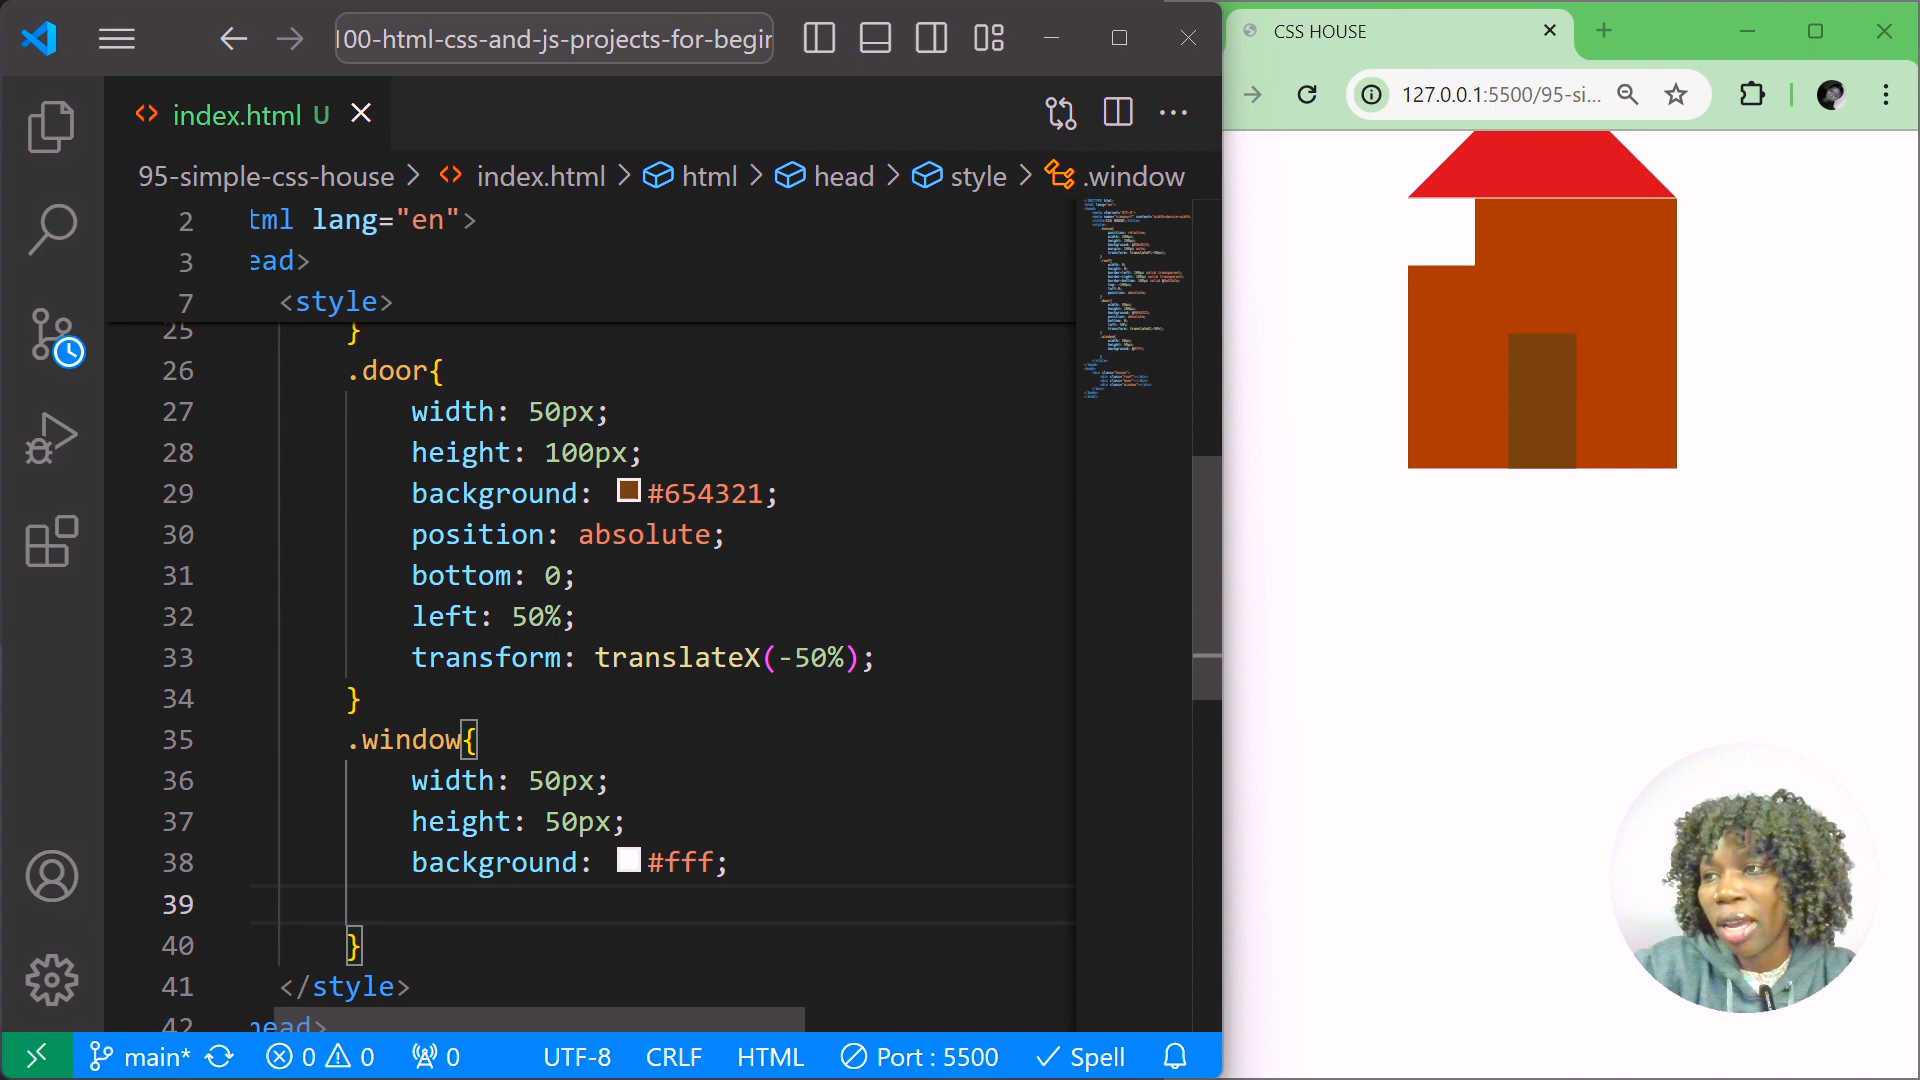 100-html-css-and-js-projects-for-begin
CSS HOUSE
127.0.0.1:5500/95-si...
index.html U
95-simple-css-house > index.html > html > head > style > .window
2 tml lang="en">
3 ead>
7 <style>
25 }
26 .door{
27 width: 50px;
28 height: 100px;
29 background: #654321;
30 position: absolute;
31 bottom: 0;
32 left: 50%;
33 transform: translateX(-50%);
34 }
35 .window{
36 width: 50px;
37 height: 50px;
38 background: #fff;
39
40 }
41 </style>
42 head>
main* 0 0 0 UTF-8 CRLF HTML Port : 5500 Spell